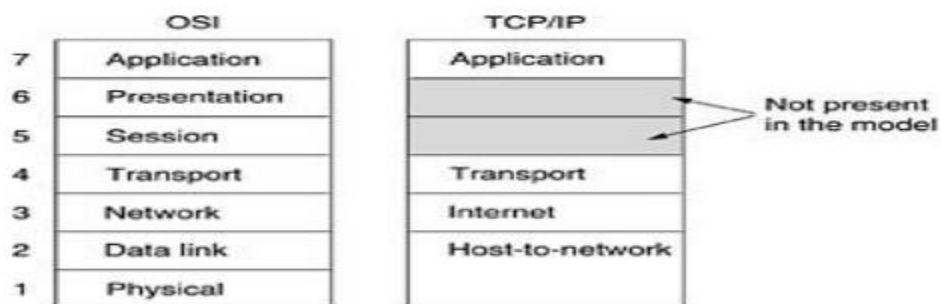 OSI TCP/IP
7 Application Application
6 Presentation
5 Session
Not present
in the model
4 Transport Transport
3 Network Internet
2 Data link Host-to-network
1 Physical